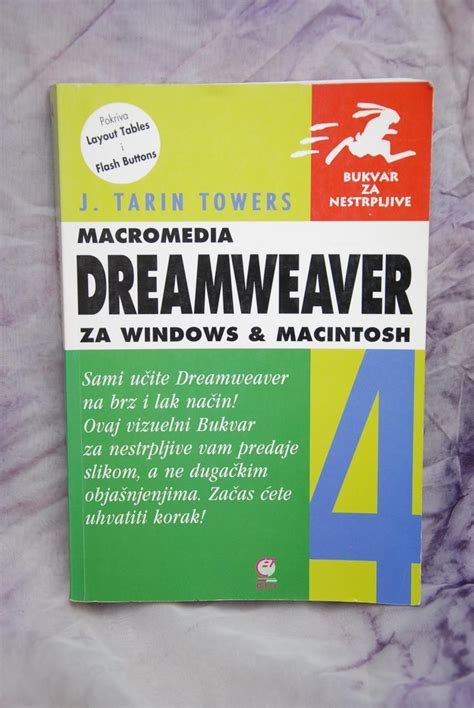 Pokriva
Layout Tables
i
Flash Buttons
BUKVAR
ZA
NESTRPLJIVE
J. TARIN TOWERS
MACROMEDIA
DREAMWEAVER
ZA WINDOWS & MACINTOSH
4
Sami učite Dreamweaver
na brz i lak način!
Ovaj vizuelni Bukvar
za nestrpljive vam predaje
slikom, a ne dugačkim
objašnjenjima. Začas ćete
uhvatiti korak!